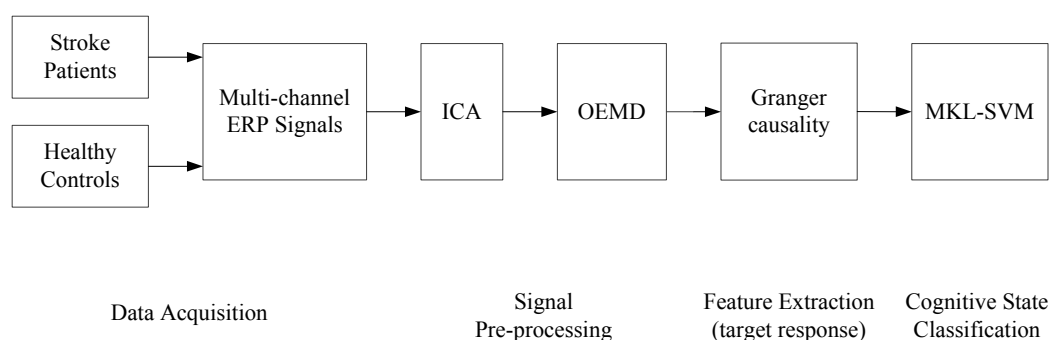 Stroke
Patients
Healthy
Controls
Multi-channel
ERP Signals
ICA
OEMD
Granger
causality
MKL-SVM
Data Acquisition
Signal
Pre-processing
Feature Extraction
(target response)
Cognitive State
Classification